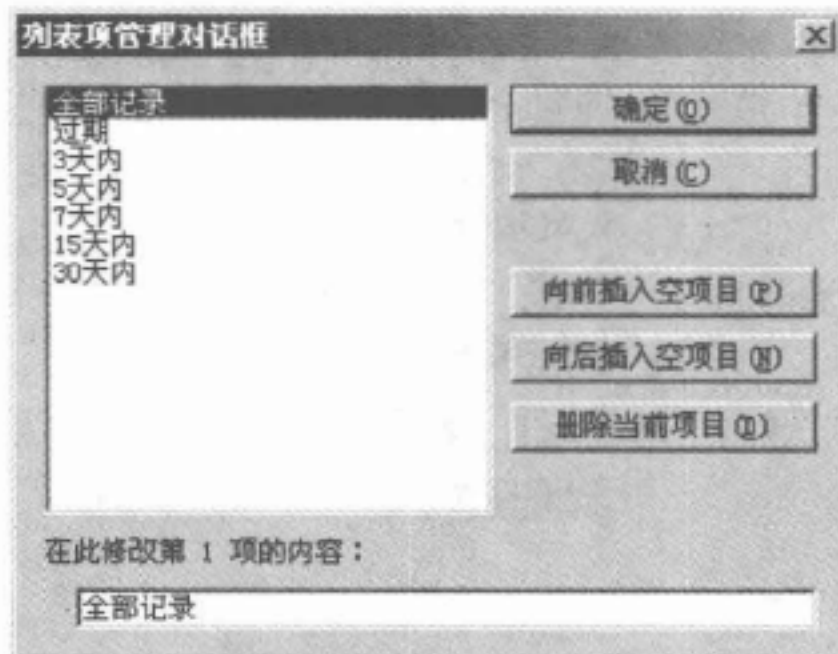 列表项管理对话框
全部记录
过期
3天内
5天内
7天内
15天内
30天内
确定(O)
取消(C)
向前插入空项目(P)
向后插入空项目(N)
删除当前项目(D)
在此修改第 1 项的内容：
全部记录